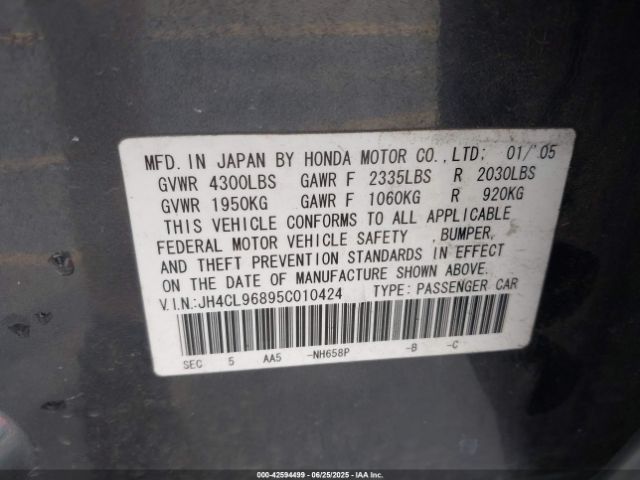 MFD. IN JAPAN BY HONDA MOTOR CO.,LTD: 01/'05
GVWR 4300LBS GAWR F 2335LBS R 2030LBS
GVWR 1950KG GAWR F 1060KG R 920KG
THIS VEHICLE CONFORMS TO ALL APPLICABLE
FEDERAL MOTOR VEHICLE SAFETY ,BUMPER,
AND THEFT PREVENTION STANDARDS IN EFFECT
ON THE DATE OF MANUFACTURE SHOWN ABOVE.
V.I.N.:JH4CL96895C010424 TYPE: PASSENGER CAR
SEC 5 AA5 -NH658P -B -C
000-42594499 - 06/25/2025 - IAAI.com